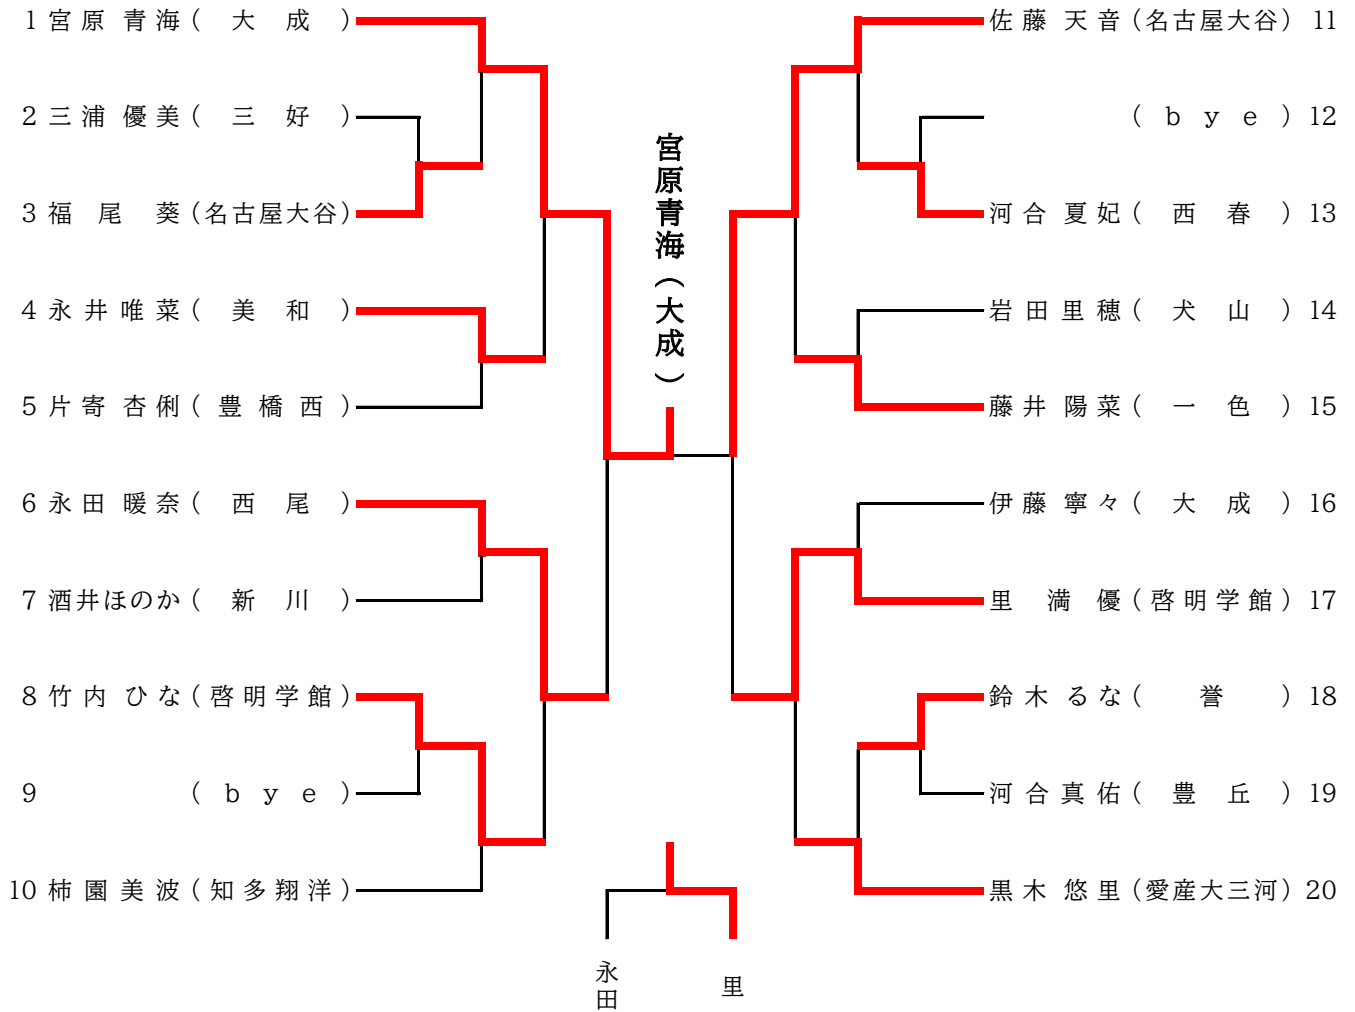 1 宮原 青海 ( 大 成 )
2 三浦 優美 ( 三 好 )
3 福尾 葵 (名古屋大谷)
4 永井 唯菜 ( 美 和 )
5 片寄 杏俐 ( 豊橋西 )
6 永田 暖奈 ( 西 尾 )
7 酒井ほのか ( 新 川 )
8 竹内 ひな (啓明学館)
9 ( b y e )
10 柿園 美波 (知多翔洋)
宮原青海(大成)
佐藤 天音 (名古屋大谷) 11
( b y e ) 12
河合 夏妃 ( 西 春 ) 13
岩田 里穂 ( 犬 山 ) 14
藤井 陽菜 ( 一 色 ) 15
伊藤 寧々 ( 大 成 ) 16
里 満優 (啓明学館) 17
鈴木 るな ( 誉 ) 18
河合 真佑 ( 豊 丘 ) 19
黒木 悠里 (愛産大三河) 20
永田
里